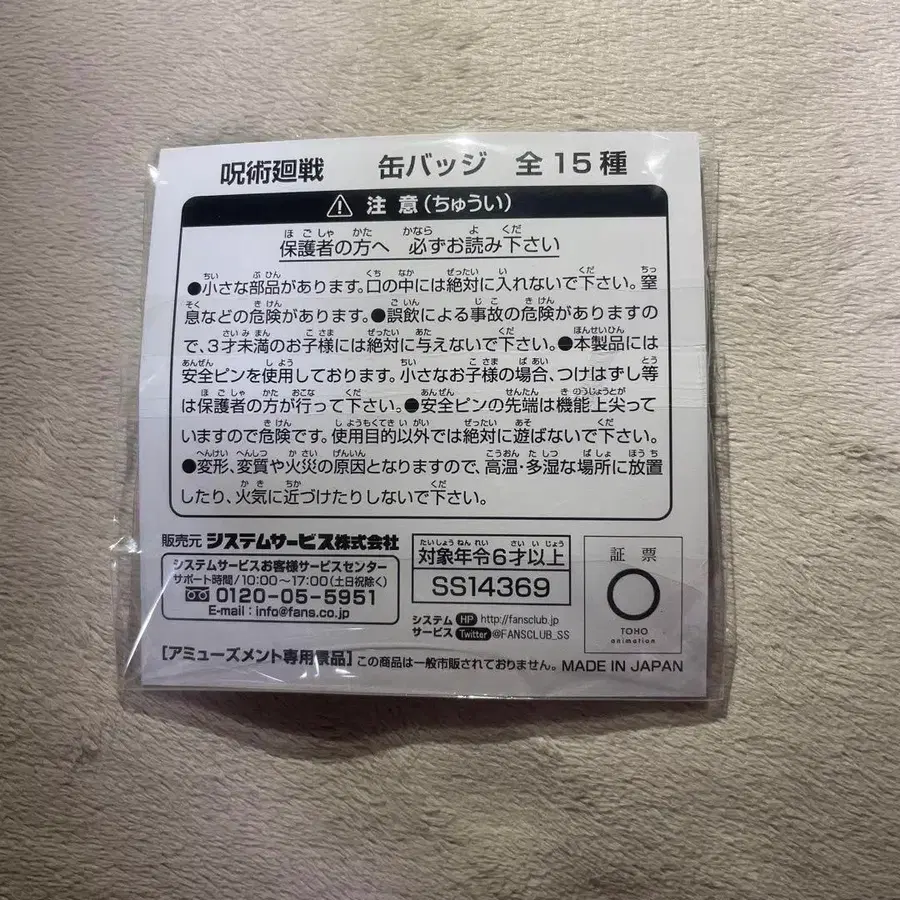 呪術廻戦 缶バッジ 全15種
⚠ 注意(ちゅうい)
保護者の方へ 必ずお読み下さい
●小さな部品があります。口の中には絶対に入れないで下さい。窒
息などの危険があります。●誤飲による事故の危険がありますの
で、3才未満のお子様には絶対に与えないで下さい。●本製品には
安全ピンを使用しております。小さなお子様の場合、つけはずし等
は保護者の方が行って下さい。●安全ピンの先端は機能上尖って
いますので危険です。使用目的以外では絶対に遊ばないで下さい。
●変形、変質や火災の原因となりますので、高温・多湿な場所に放置
したり、火気に近づけたりしないで下さい。
販売元 システムサービス株式会社
システムサービスお客様サービスセンター
サポート時間/10:00〜17:00(土日祝除く)
0120-05-5951
E-mail:info@fans.co.jp
対象年令6才以上
SS14369
システム HP http://fansclub.jp
サービス Twitter @FANSCLUB_SS
証票
TOHO
animation
[アミューズメント専用景品] この商品は一般市販されておりません。 MADE IN JAPAN